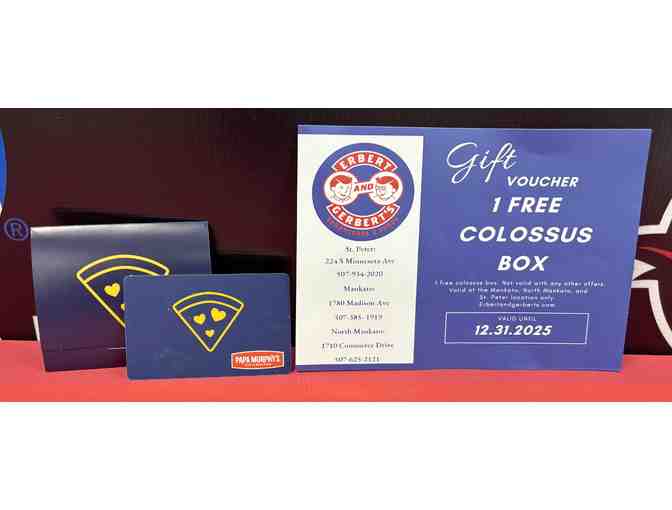 ®
PAPA MURPHY'S
ERBERT
AND
GERBERT'S
St. Peter:
224 S Minnesota Ave
507-934-2020
Mankato:
1780 Madison Ave
507-385-1919
North Mankato:
1710 Commerce Drive
507-625-2121
Gift
VOUCHER
1 FREE
COLOSSUS
BOX
1 free colossus box. Not valid with any other offers.
Valid at the Mankato, North Mankato, and
St. Peter location only.
Erbertandgerberts.com
VALID UNTIL
12.31.2025